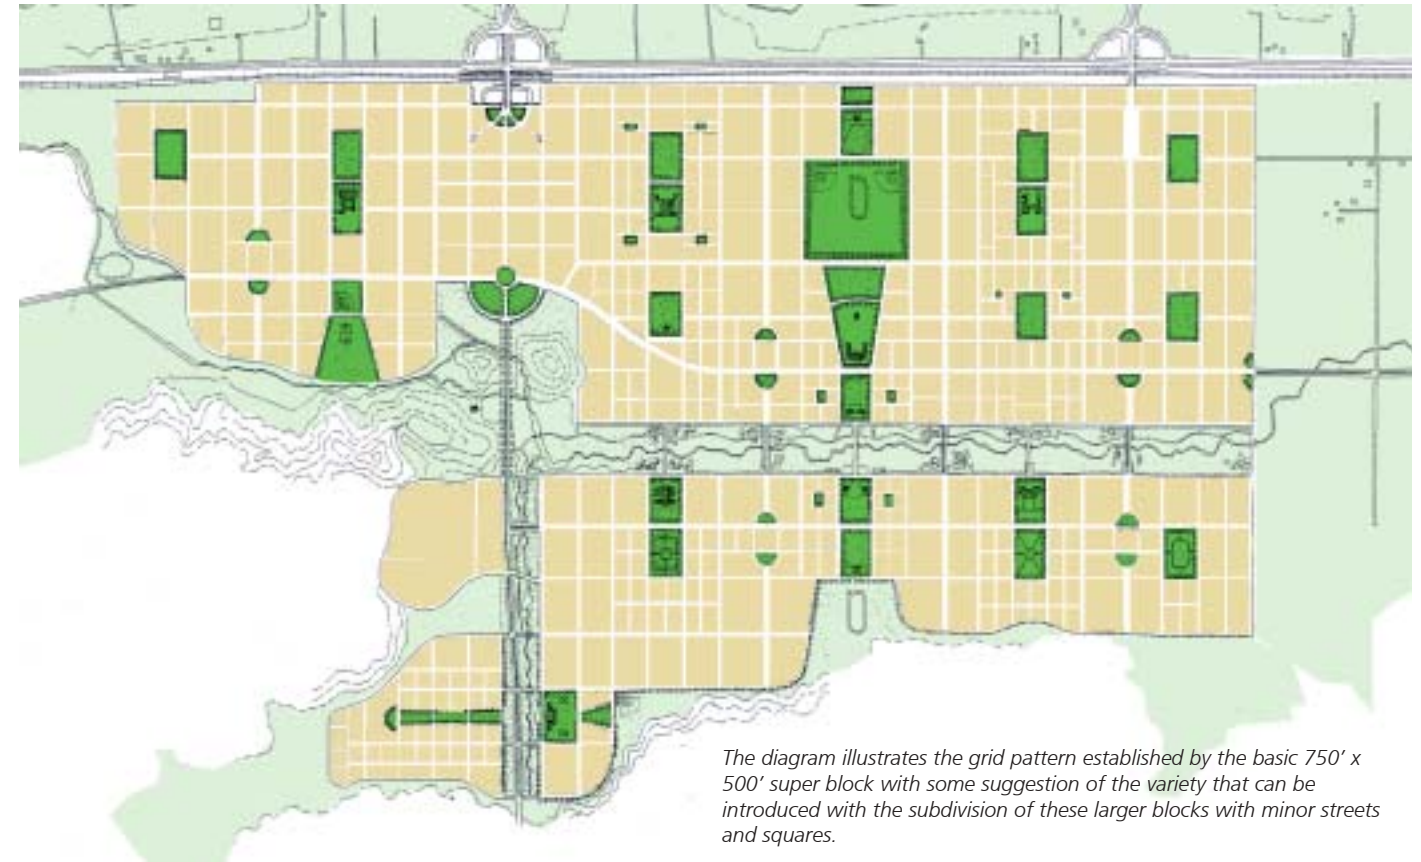 The diagram illustrates the grid pattern established by the basic 750’ x
500’ super block with some suggestion of the variety that can be
introduced with the subdivision of these larger blocks with minor streets
and squares.